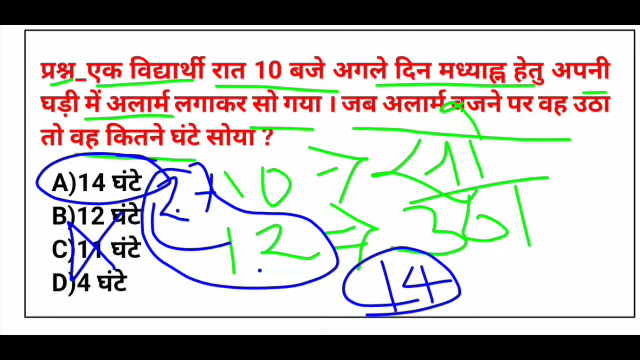 प्रश्न_एक विद्यार्थी रात 10 बजे अगले दिन मध्याह्न हेतु अपनी
घड़ी में अलार्म लगाकर सो गया । जब अलार्म बजने पर वह उठा
तो वह कितने घंटे सोया ?
A)14 घंटे
B)12 घंटे
C)11 घंटे
D)4 घंटे
2+
10
12
14